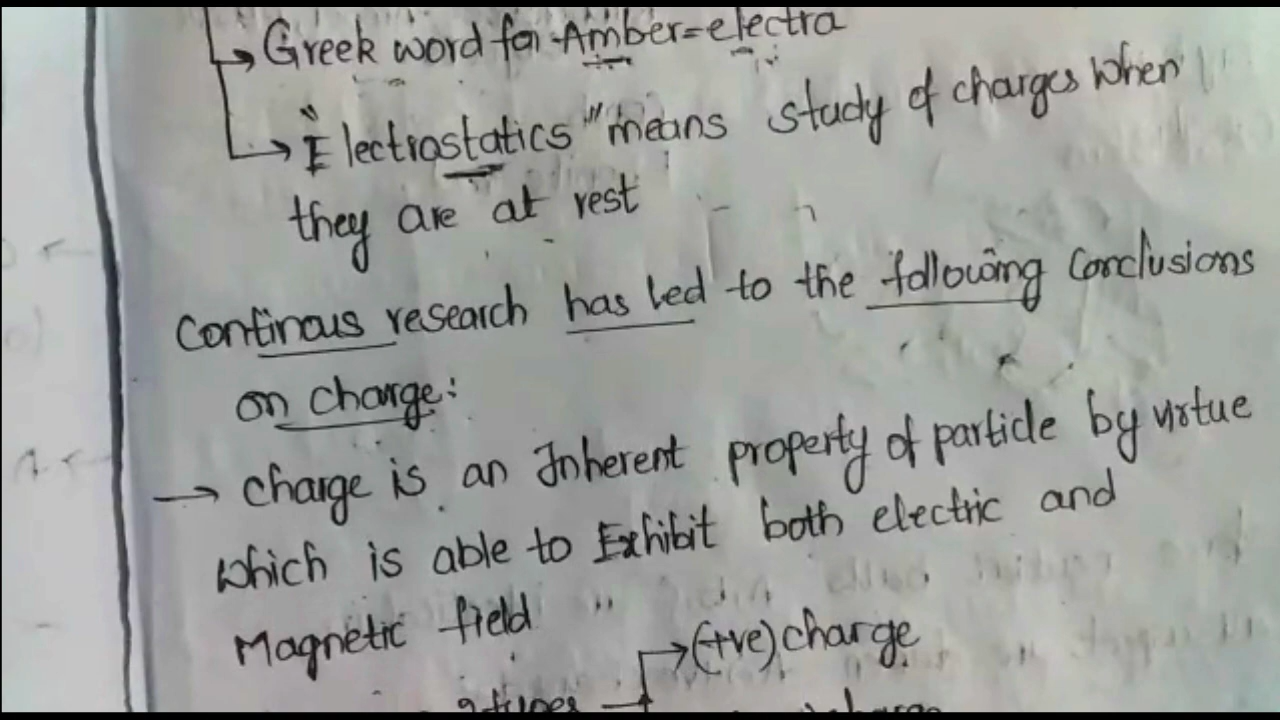 → Greek word for Amber=electra
→ "Electrostatics" means study of charges when
they are at rest
Continous research has led to the following conclusions
on charge:
→ charge is an Inherent property of particle by virtue
which is able to Exhibit both electric and
Magnetic field "
→(+ve) charge
2 types